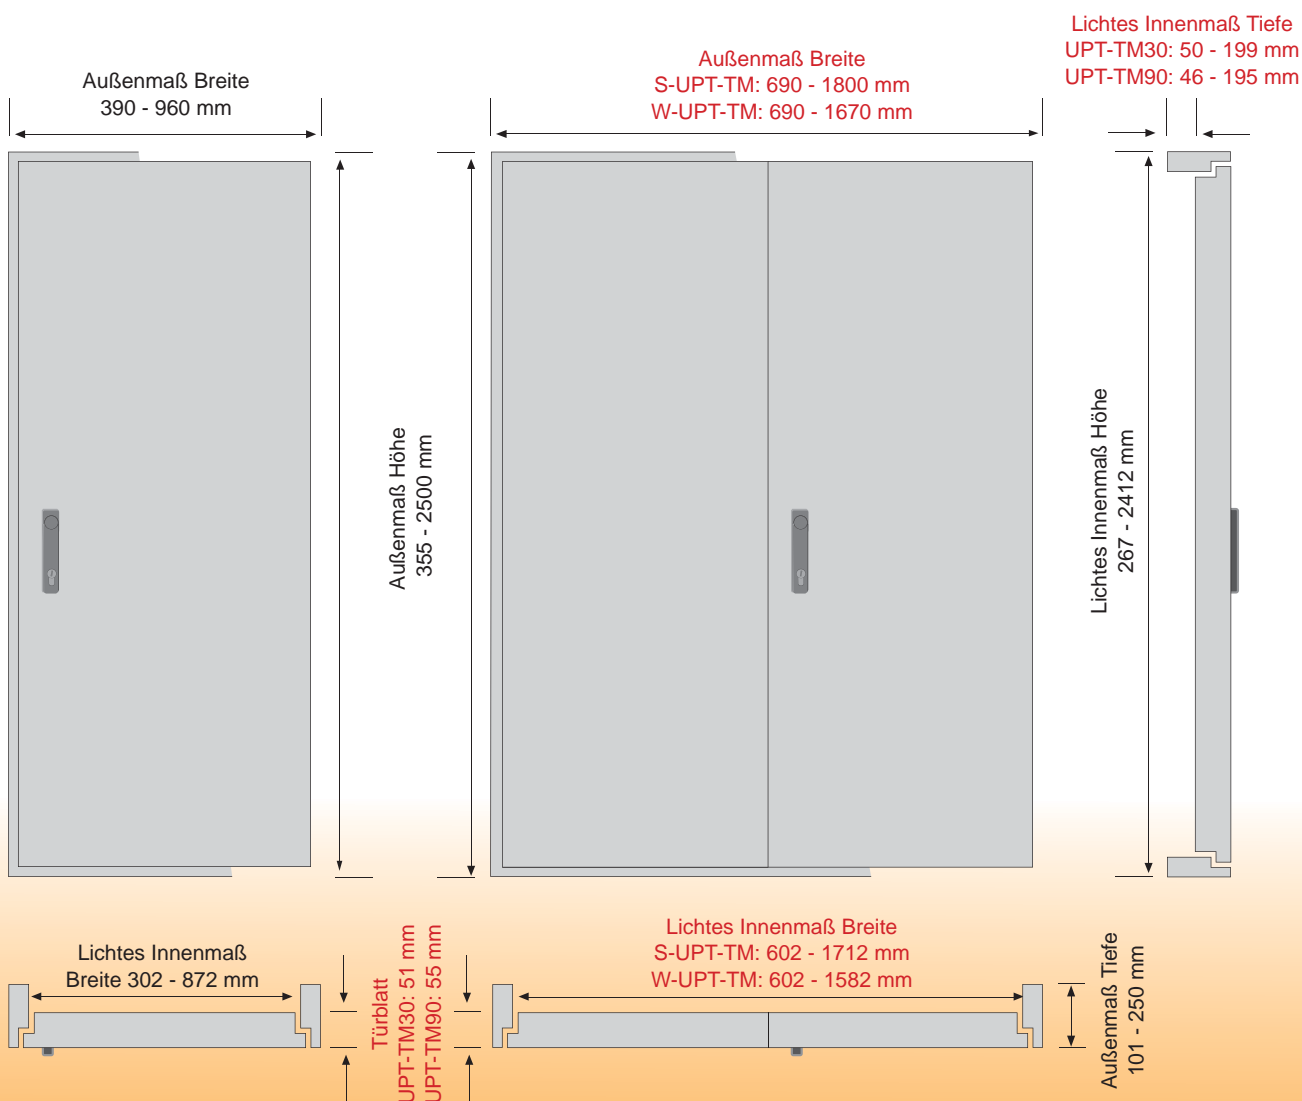 Lichtes Innenmaß Tiefe
UPT-TM30: 50 - 199 mm
UPT-TM90: 46 - 195 mm
Außenmaß Breite
390 - 960 mm
Außenmaß Breite
S-UPT-TM: 690 - 1800 mm
W-UPT-TM: 690 - 1670 mm
Außenmaß Höhe
355 - 2500 mm
Lichtes Innenmaß Höhe
267 - 2412 mm
Lichtes Innenmaß
Breite 302 - 872 mm
Türblatt
UPT-TM30: 51 mm
UPT-TM90: 55 mm
Lichtes Innenmaß Breite
S-UPT-TM: 602 - 1712 mm
W-UPT-TM: 602 - 1582 mm
Außenmaß Tiefe
101 - 250 mm